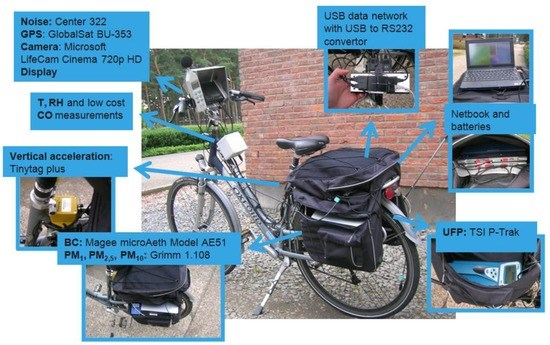 Noise: Center 322
GPS: GlobalSat BU-353
Camera: Microsoft
LifeCam Cinema 720p HD
Display
USB data network
with USB to RS232
convertor
T, RH and low cost
CO measurements
Netbook and
batteries
Vertical acceleration:
Tinytag plus
BC: Magee microAeth Model AE51
PM1, PM2,5, PM10: Grimm 1.108
UFP: TSI P-Trak